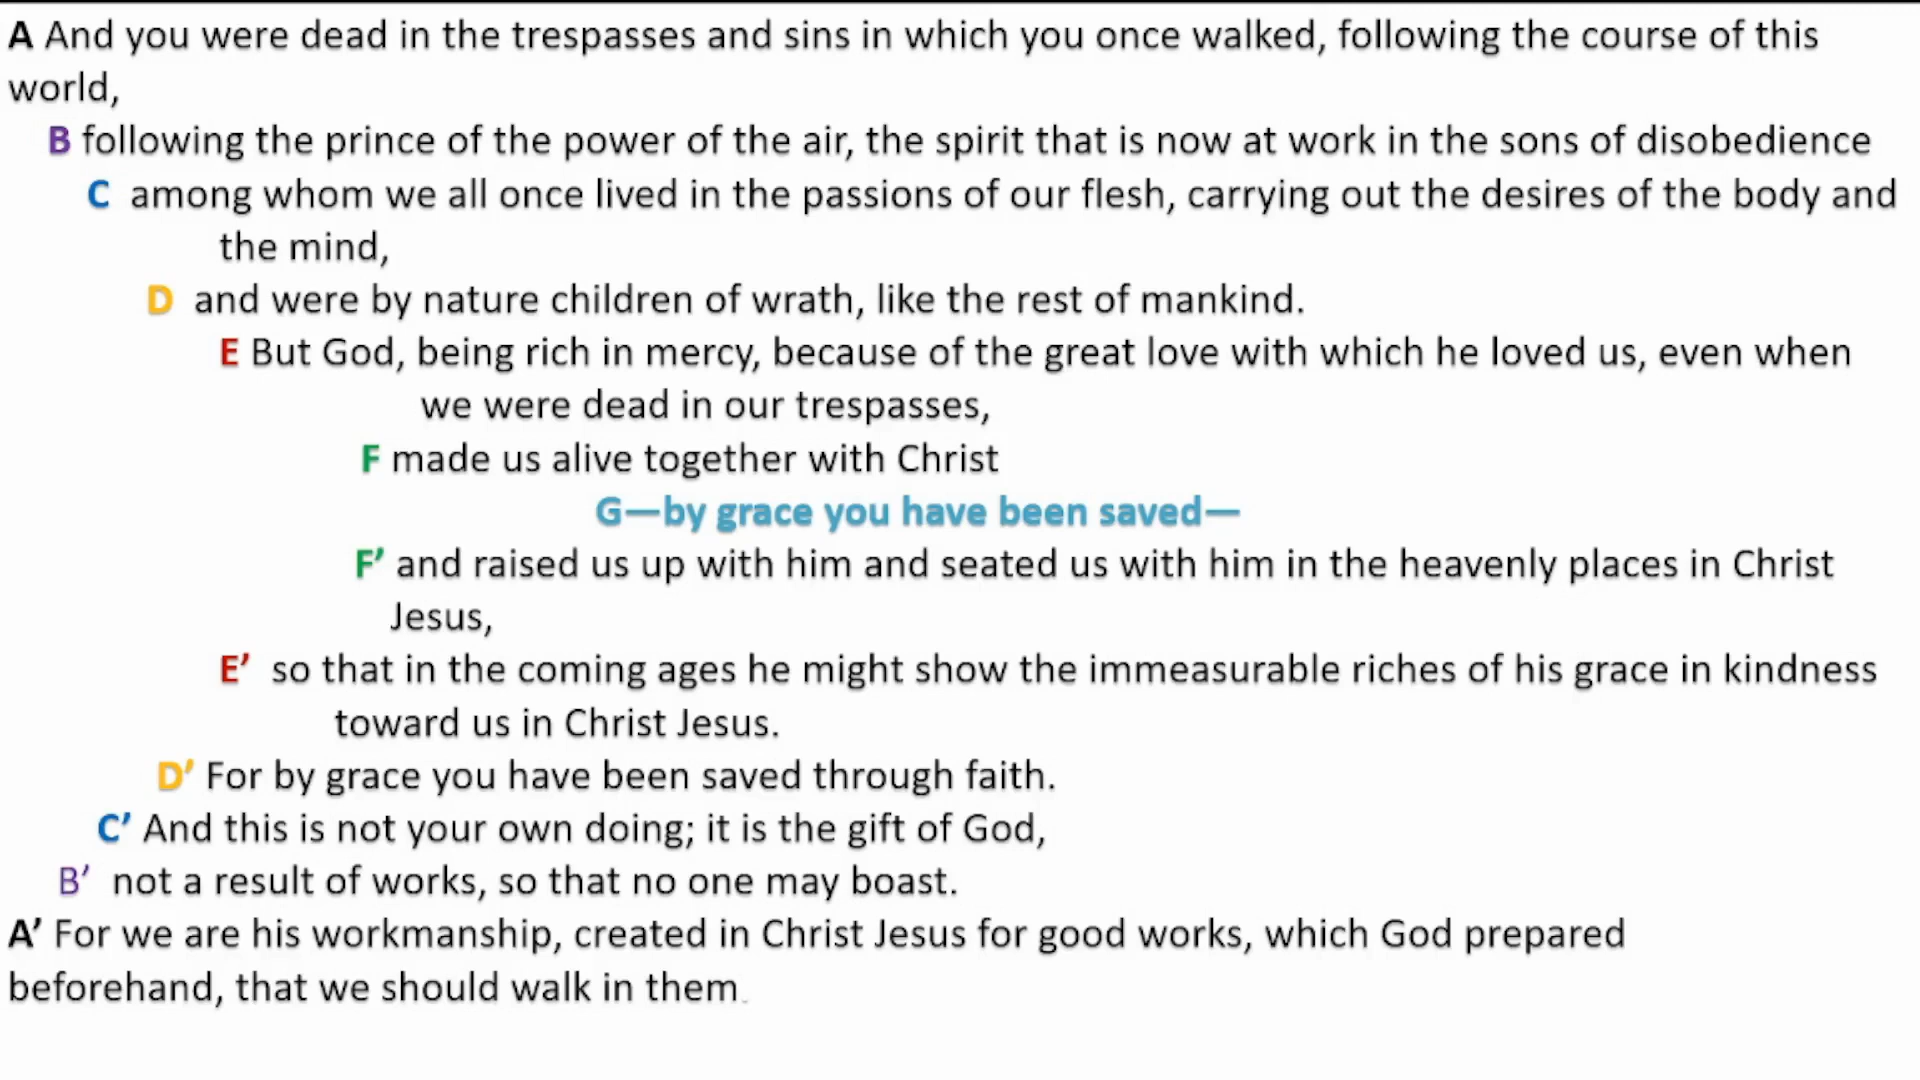 A And you were dead in the trespasses and sins in which you once walked, following the course of this
world,
B following the prince of the power of the air, the spirit that is now at work in the sons of disobedience
C among whom we all once lived in the passions of our flesh, carrying out the desires of the body and
the mind,
D and were by nature children of wrath, like the rest of mankind.
E But God, being rich in mercy, because of the great love with which he loved us, even when
we were dead in our trespasses,
F made us alive together with Christ
G—by grace you have been saved—
F’ and raised us up with him and seated us with him in the heavenly places in Christ
Jesus,
E’ so that in the coming ages he might show the immeasurable riches of his grace in kindness
toward us in Christ Jesus.
D’ For by grace you have been saved through faith.
C’ And this is not your own doing; it is the gift of God,
B’ not a result of works, so that no one may boast.
A’ For we are his workmanship, created in Christ Jesus for good works, which God prepared
beforehand, that we should walk in them.